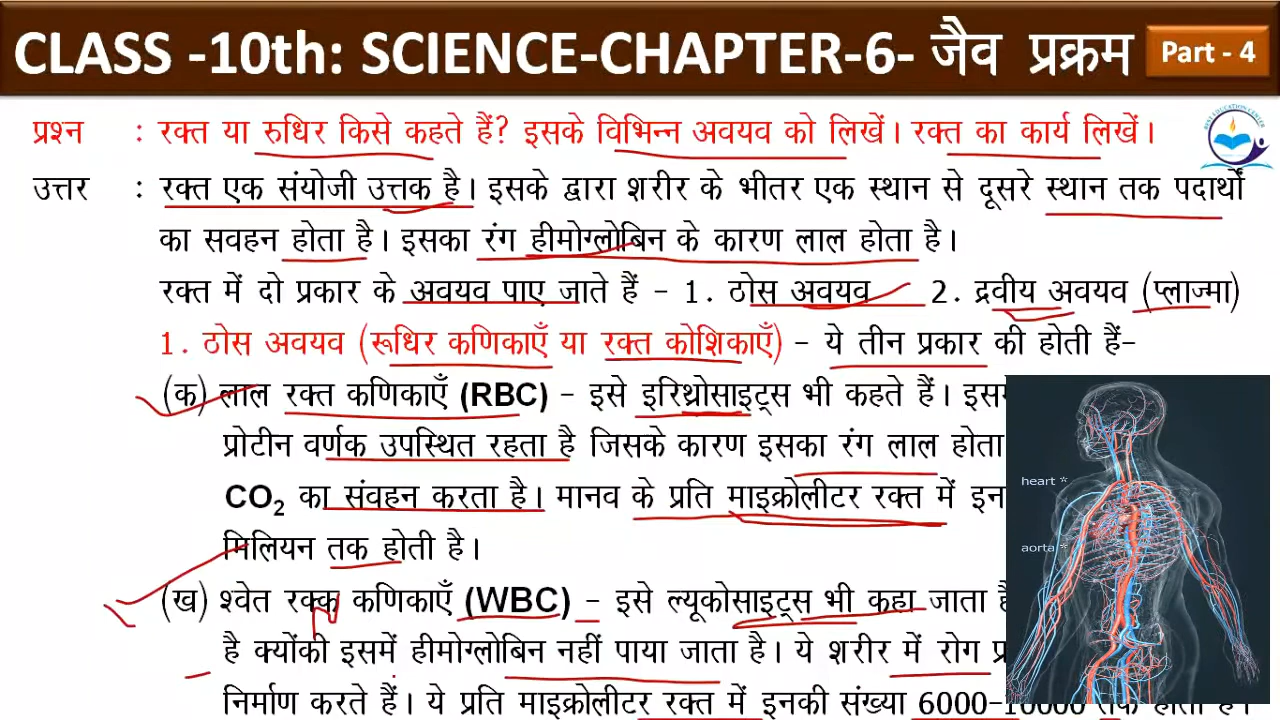 CLASS -10th: SCIENCE-CHAPTER-6- जैव प्रक्रम
Part - 4
प्रश्न : रक्त या रुधिर किसे कहते हैं? इसके विभिन्न अवयव को लिखें। रक्त का कार्य लिखें।
उत्तर : रक्त एक संयोजी उत्तक है। इसके द्वारा शरीर के भीतर एक स्थान से दूसरे स्थान तक पदार्थों
का सवहन होता है। इसका रंग हीमोग्लोबिन के कारण लाल होता है।
रक्त में दो प्रकार के अवयव पाए जाते हैं - 1. ठोस अवयव 2. द्रवीय अवयव (प्लाज्मा)
1. ठोस अवयव (रूधिर कणिकाएँ या रक्त कोशिकाएँ) - ये तीन प्रकार की होती हैं-
(क) लाल रक्त कणिकाएँ (RBC) - इसे इरिथ्रोसाइट्स भी कहते हैं।
प्रोटीन वर्णक उपस्थित रहता है जिसके कारण इसका रंग लाल होता
CO₂ का संवहन करता है। मानव के प्रति माइक्रोलीटर रक्त में
मिलियन तक होती है।
(ख) श्वेत रक्क कणिकाएँ (WBC) - इसे ल्यूकोसाइट्स भी कहा जाता
है क्योंकी इसमें हीमोग्लोबिन नहीं पाया जाता है। ये शरीर में रोग
निर्माण करते हैं। ये प्रति माइक्रोलीटर रक्त में इनकी संख्या 6000-10000 तक होता है।
heart *
aorta *